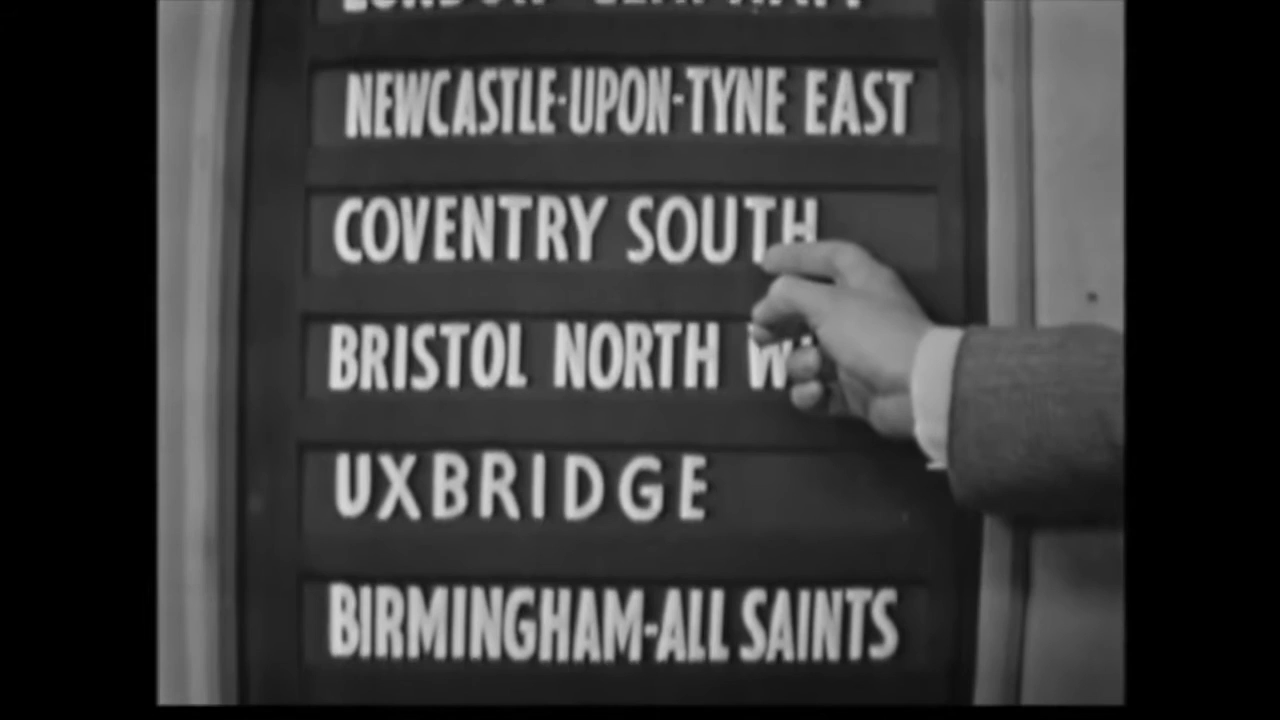 NEWCASTLE-UPON-TYNE EAST
COVENTRY SOUTH
BRISTOL NORTH
UXBRIDGE
BIRMINGHAM-ALL SAINTS